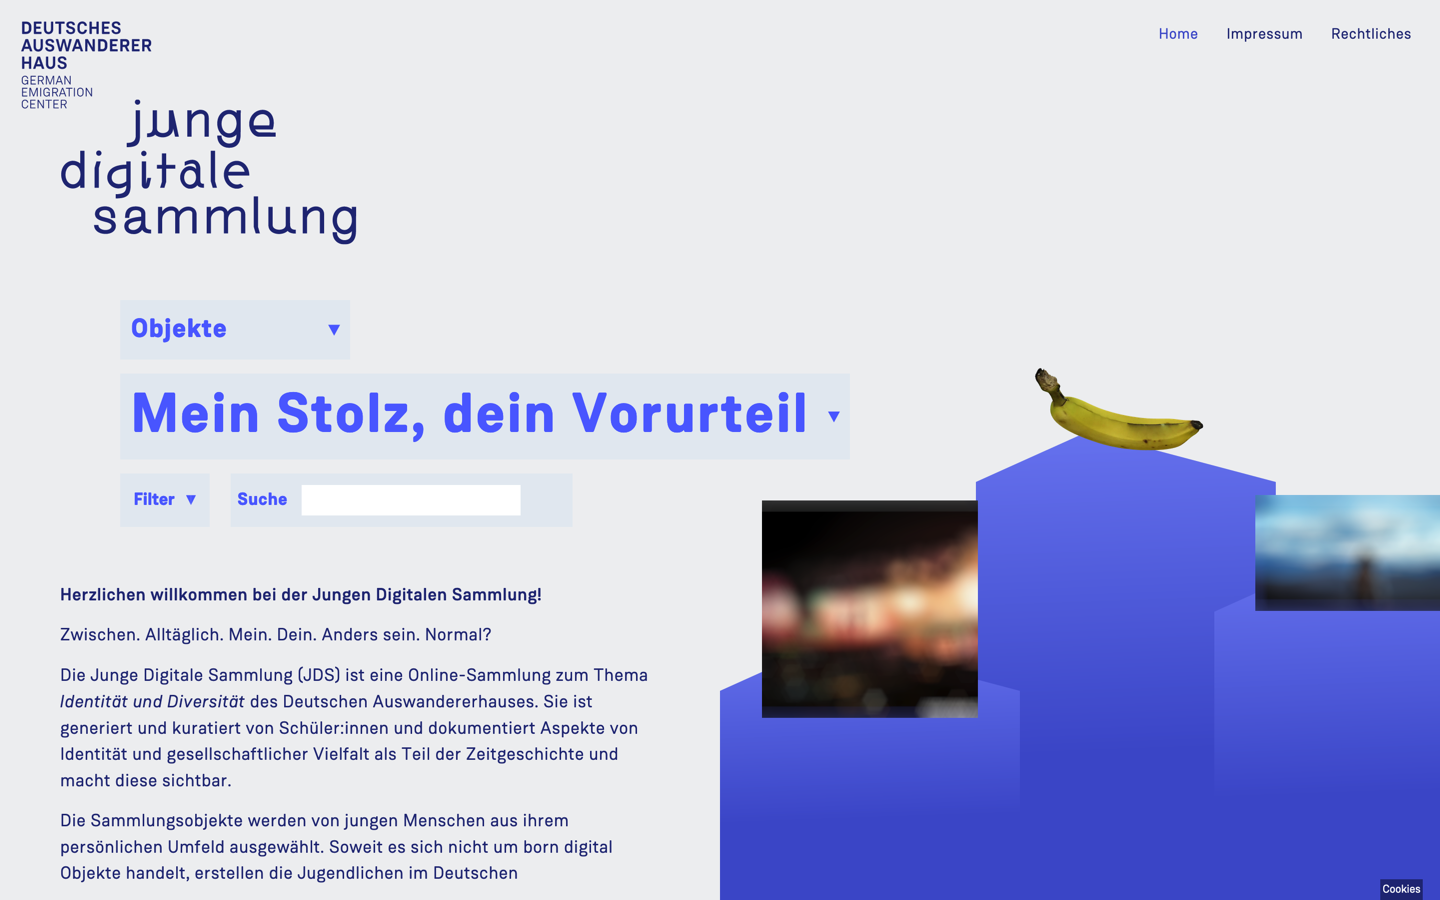 DEUTSCHES
AUSWANDERER
HAUS
GERMAN
EMIGRATION
CENTER
Home Impressum Rechtliches
junge
digitale
sammlung
Objekte ▼
Mein Stolz, dein Vorurteil ▼
Filter ▼ Suche
Herzlichen willkommen bei der Jungen Digitalen Sammlung!
Zwischen. Alltäglich. Mein. Dein. Anders sein. Normal?
Die Junge Digitale Sammlung (JDS) ist eine Online-Sammlung zum Thema
Identität und Diversität des Deutschen Auswandererhauses. Sie ist
generiert und kuratiert von Schüler:innen und dokumentiert Aspekte von
Identität und gesellschaftlicher Vielfalt als Teil der Zeitgeschichte und
macht diese sichtbar.
Die Sammlungsobjekte werden von jungen Menschen aus ihrem
persönlichen Umfeld ausgewählt. Soweit es sich nicht um born digital
Objekte handelt, erstellen die Jugendlichen im Deutschen
Cookies